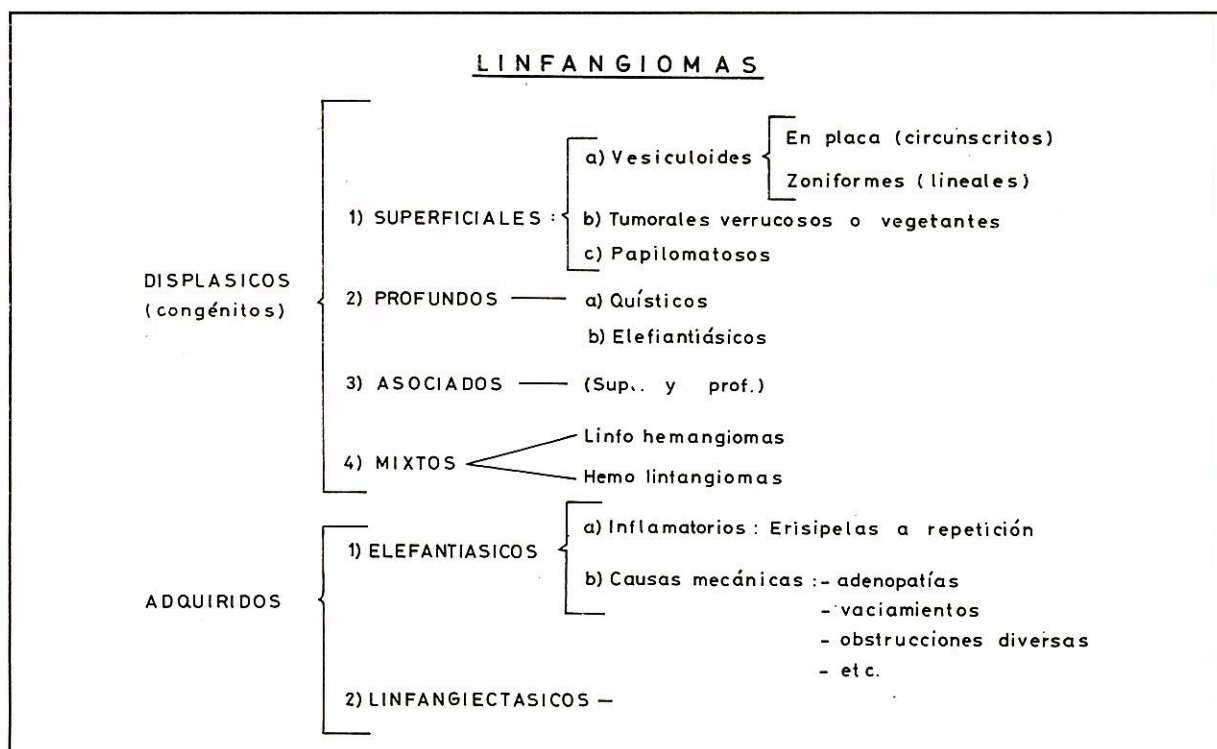 LINFANGIOMAS
DISPLASICOS
(congénitos)
1) SUPERFICIALES :
a) Vesiculoides
En placa (circunscritos)
Zoniformes (lineales)
b) Tumorales verrucosos o vegetantes
c) Papilomatosos
2) PROFUNDOS
a) Quísticos
b) Elefiantiásicos
3) ASOCIADOS
(Sup.. y prof.)
4) MIXTOS
Linfo hemangiomas
Hemo lintangiomas
ADQUIRIDOS
1) ELEFANTIASICOS
a) Inflamatorios : Erisipelas a repetición
b) Causas mecánicas : - adenopatías
- vaciamientos
- obstrucciones diversas
- etc.
2) LINFANGIECTASICOS —